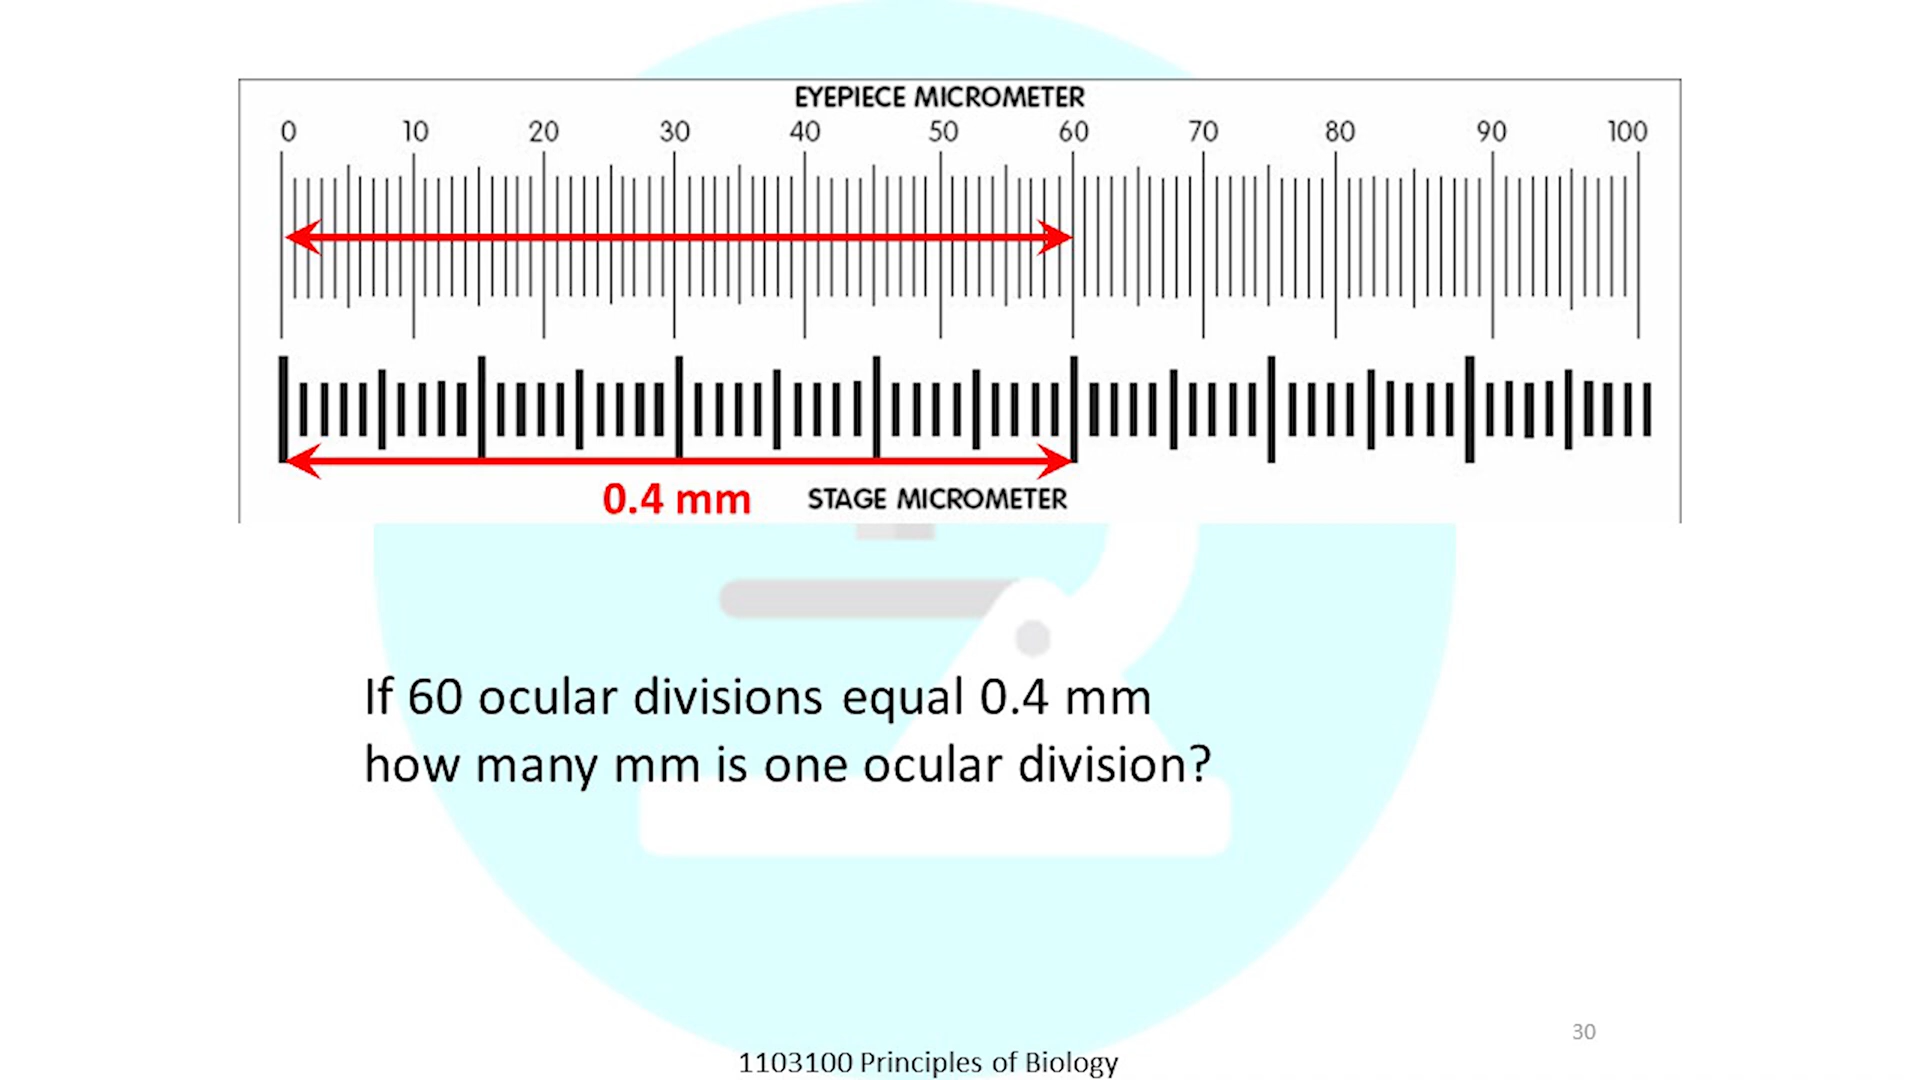 EYEPIECE MICROMETER
0 10 20 30 40 50 60 70 80 90 100
0.4 mm STAGE MICROMETER
If 60 ocular divisions equal 0.4 mm
how many mm is one ocular division?
30
1103100 Principles of Biology